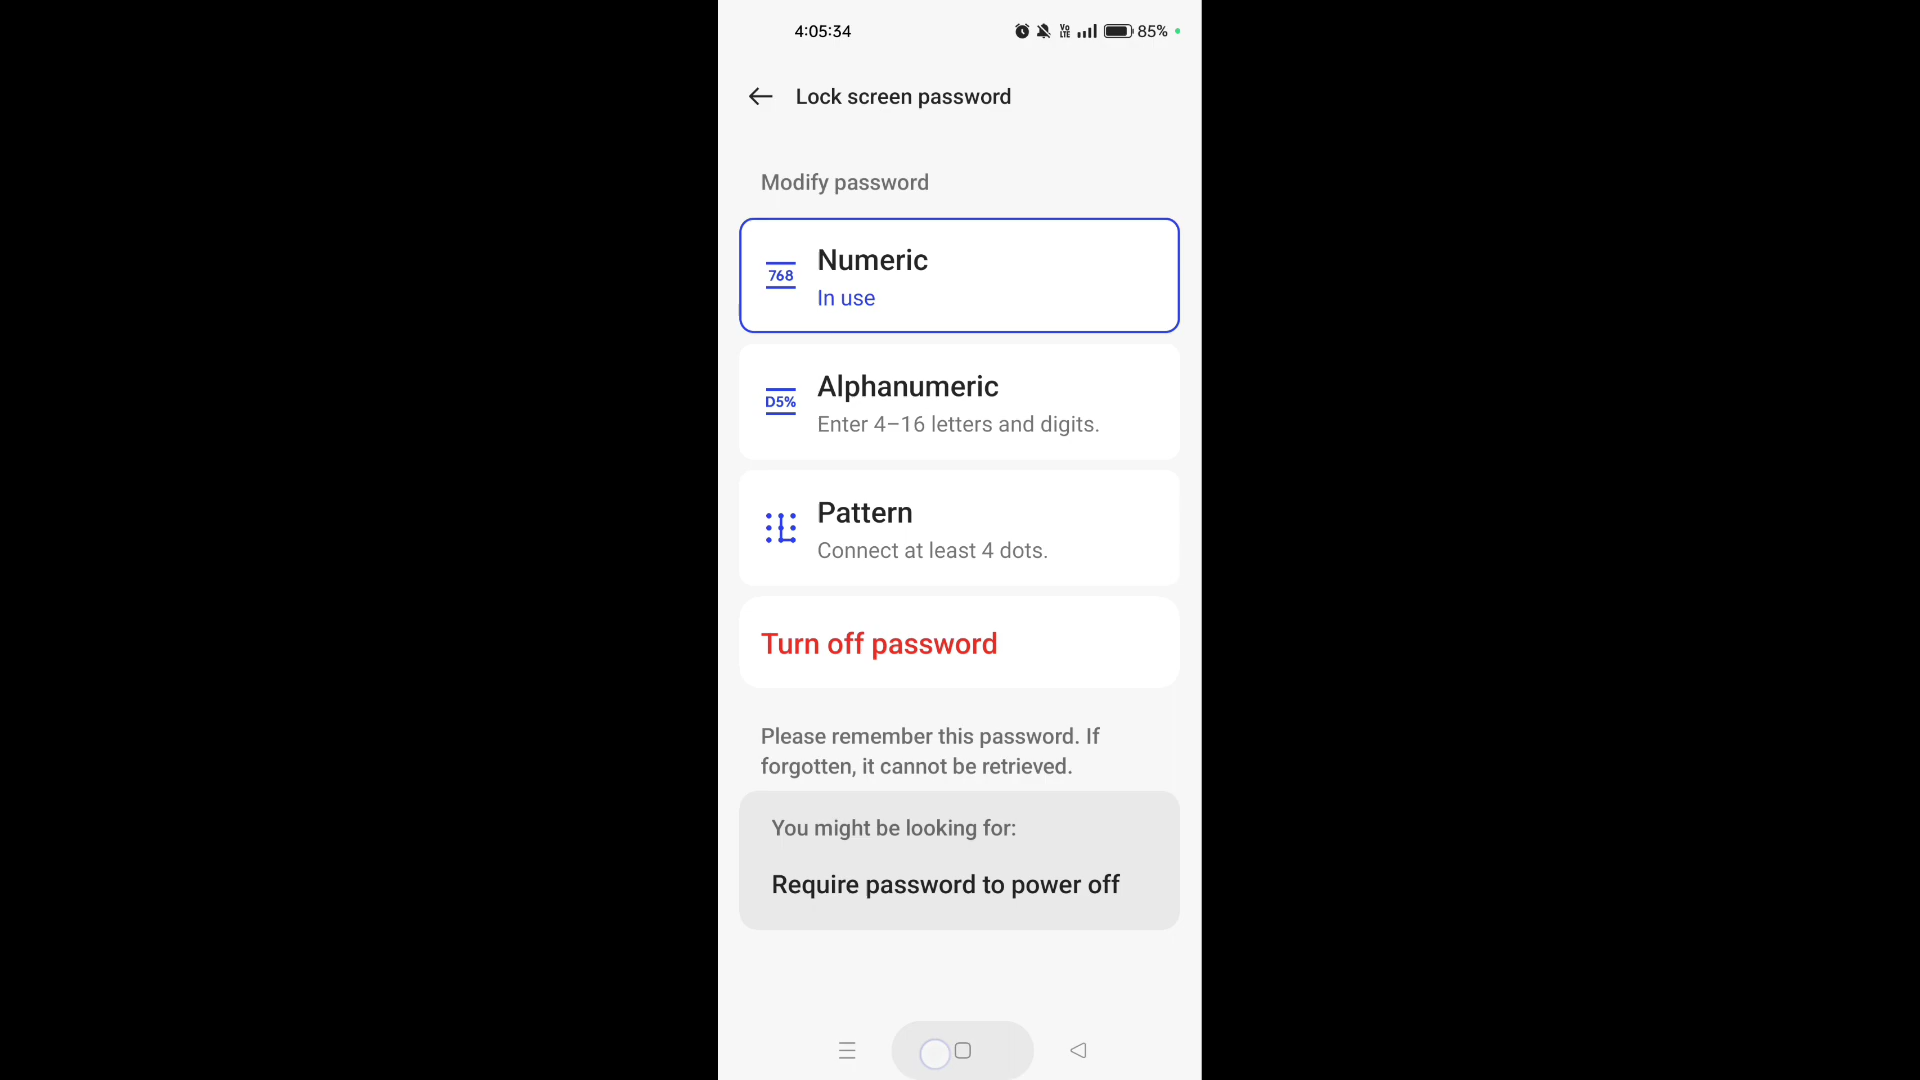 4:05:34
Vo
LTE
85%
Lock screen password
Modify password
768
Numeric
In use
D5%
Alphanumeric
Enter 4–16 letters and digits.
Pattern
Connect at least 4 dots.
Turn off password
Please remember this password. If
forgotten, it cannot be retrieved.
You might be looking for:
Require password to power off